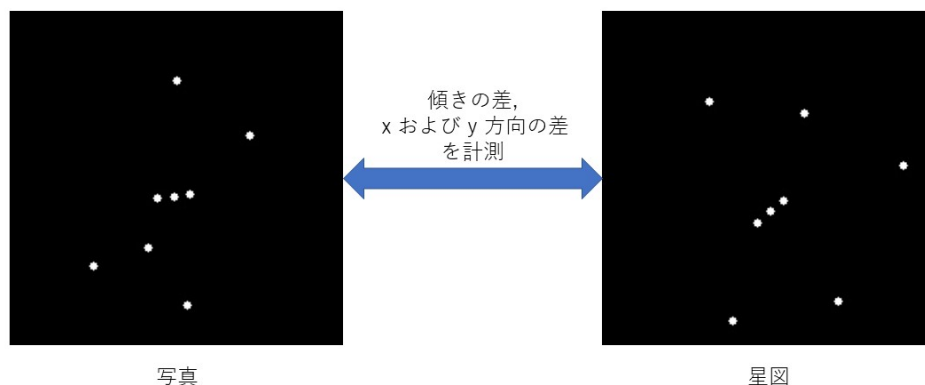 傾きの差,
x および y 方向の差
を計測
写真
星図